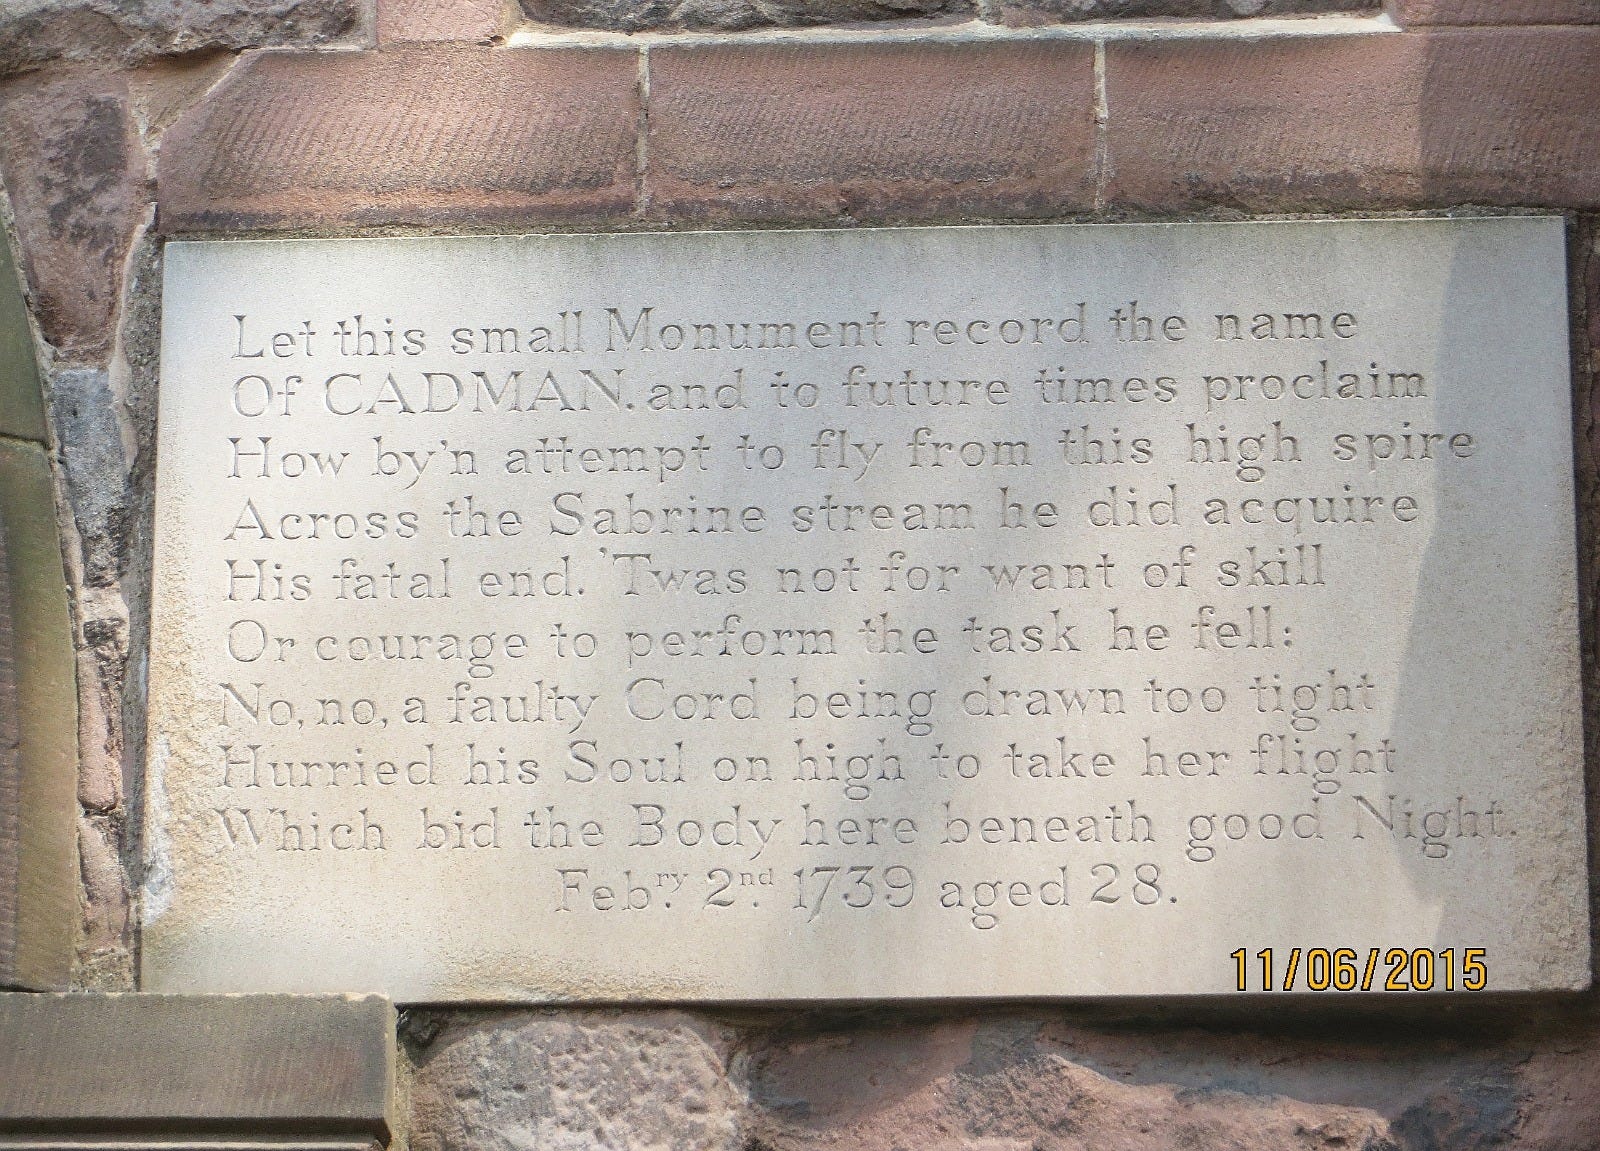 Let this small Monument record the name
Of CADMAN. and to future times proclaim
How by'n attempt to fly from this high spire
Across the Sabrine stream he did acquire
His fatal end. 'Twas not for want of skill
Or courage to perform the task he fell:
No, no, a faulty Cord being drawn too tight
Hurried his Soul on high to take her flight
Which bid the Body here beneath good Night.
Feb.ry 2.nd 1739 aged 28.
11/06/2015